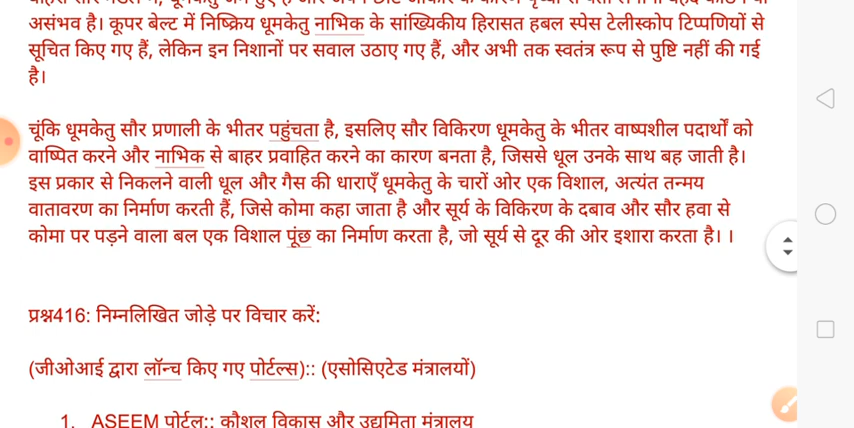 असंभव है। कूपर बेल्ट में निष्क्रिय धूमकेतु नाभिक के सांख्यिकीय हिरासत हबल स्पेस टेलीस्कोप टिप्पणियों से
सूचित किए गए हैं, लेकिन इन निशानों पर सवाल उठाए गए हैं, और अभी तक स्वतंत्र रूप से पुष्टि नहीं की गई
है।
चूंकि धूमकेतु सौर प्रणाली के भीतर पहुंचता है, इसलिए सौर विकिरण धूमकेतु के भीतर वाष्पशील पदार्थों को
वाष्पित करने और नाभिक से बाहर प्रवाहित करने का कारण बनता है, जिससे धूल उनके साथ बह जाती है।
इस प्रकार से निकलने वाली धूल और गैस की धाराएँ धूमकेतु के चारों ओर एक विशाल, अत्यंत तन्मय
वातावरण का निर्माण करती हैं, जिसे कोमा कहा जाता है और सूर्य के विकिरण के दबाव और सौर हवा से
कोमा पर पड़ने वाला बल एक विशाल पूंछ का निर्माण करता है, जो सूर्य से दूर की ओर इशारा करता है। ।
प्रश्न416: निम्नलिखित जोड़े पर विचार करें:
(जीओआई द्वारा लॉन्च किए गए पोर्टल्स):: (एसोसिएटेड मंत्रालयों)
1. ASEEM पोर्टल:: कौशल विकास और उद्यमिता मंत्रालय